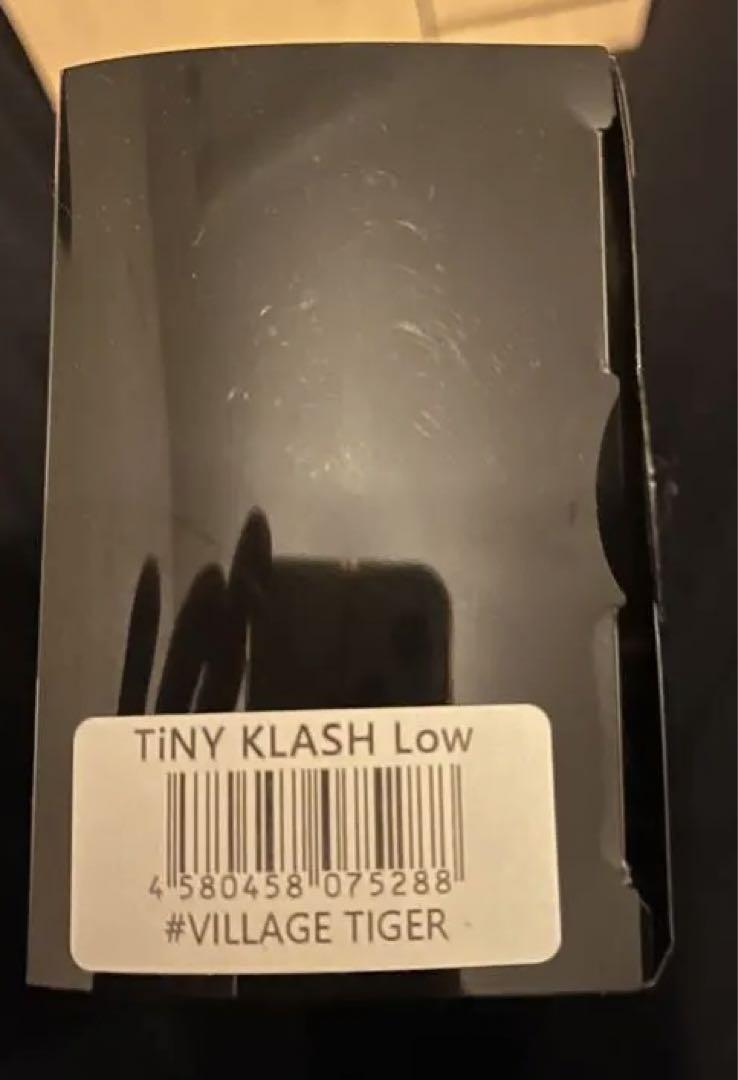 TiNY KLASH Low
4 580458 075288
#VILLAGE TIGER